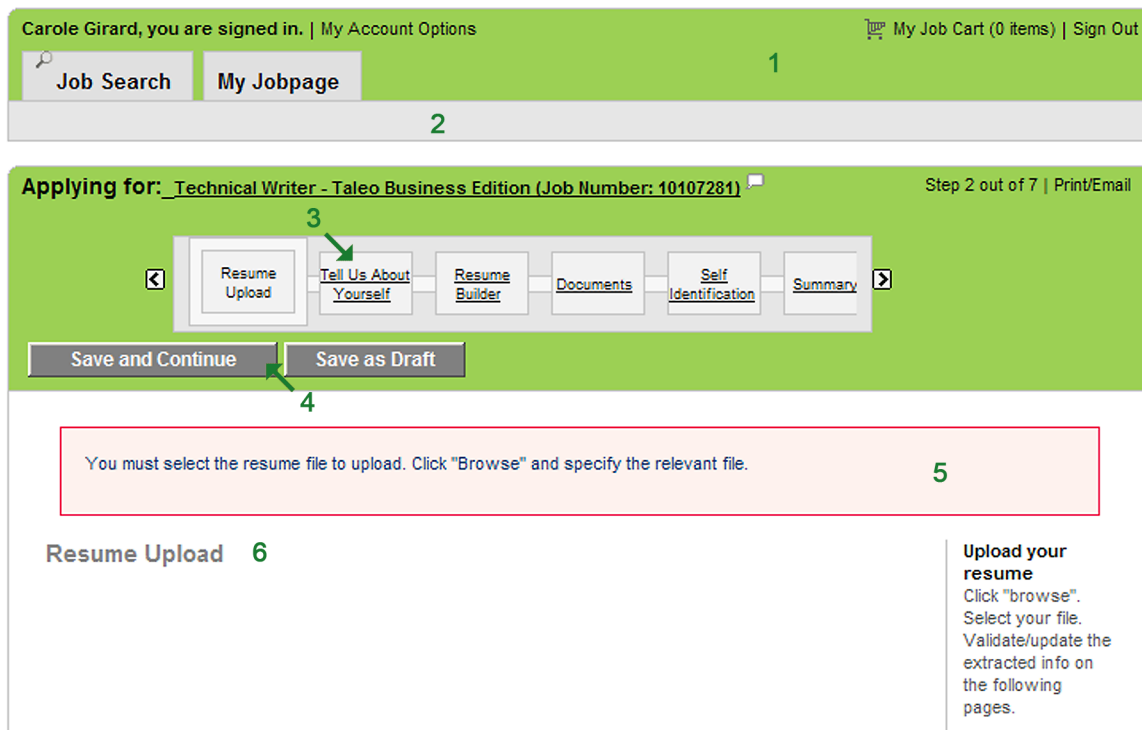 Carole Girard, you are signed in. | My Account Options
My Job Cart (0 items) | Sign Out
1
Job Search
My Jobpage
2
Applying for: Technical Writer - Taleo Business Edition (Job Number: 10107281)
Step 2 out of 7 | Print/Email
3
Resume
Upload
Tell Us About
Yourself
Resume
Builder
Documents
Self
Identification
Summary
Save and Continue
Save as Draft
4
You must select the resume file to upload. Click "Browse" and specify the relevant file.
5
Resume Upload
6
Upload your
resume
Click "browse".
Select your file.
Validate/update the
extracted info on
the following
pages.